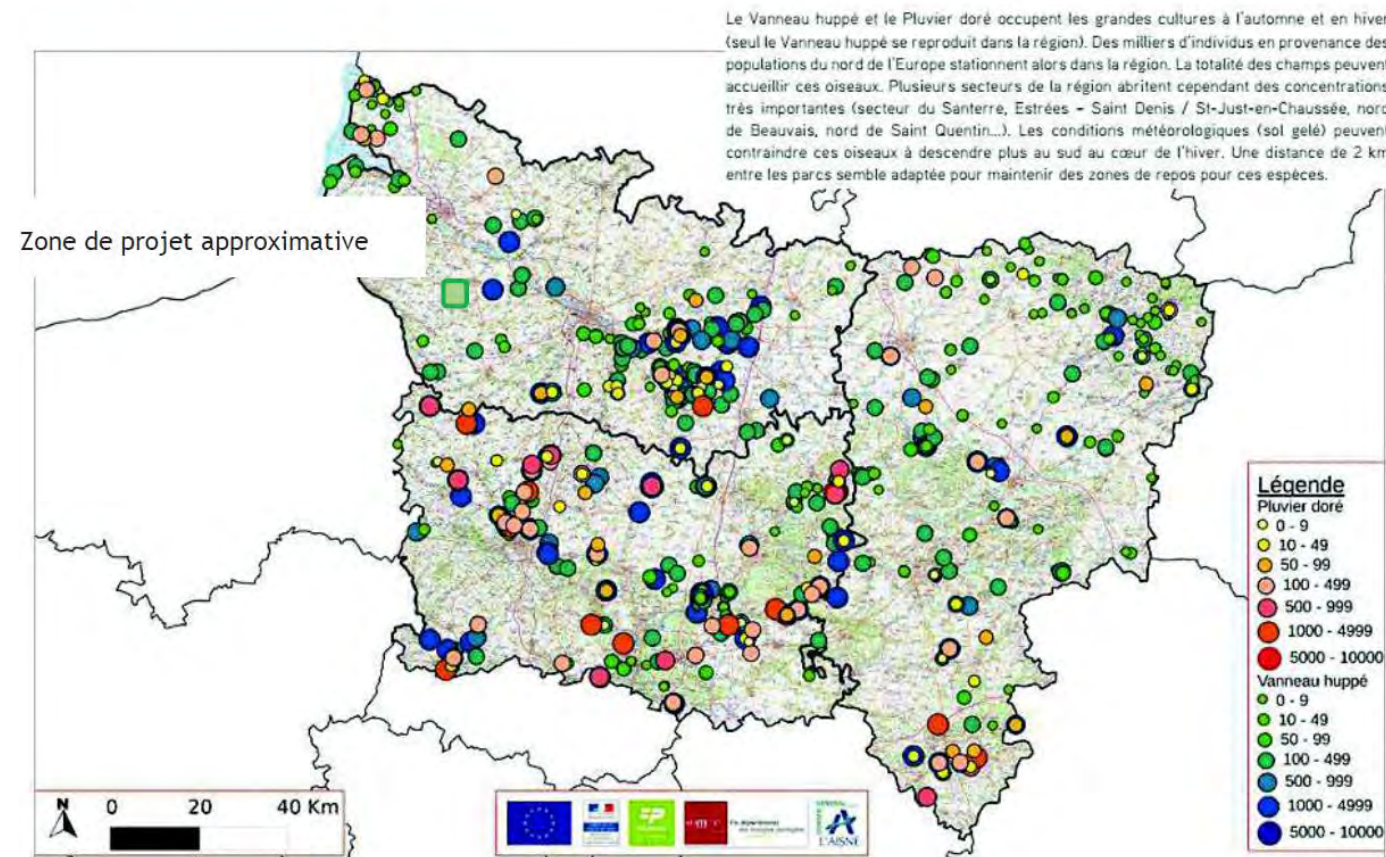 Le Vanneau huppé et le Pluvier doré occupent les grandes cultures à l'automne et en hiver
(seul le Vanneau huppé se reproduit dans la région). Des milliers d'individus en provenance des
populations du nord de l'Europe stationnent alors dans la région. La totalité des champs peuvent
accueillir ces oiseaux. Plusieurs secteurs de la région abritent cependant des concentrations
très importantes (secteur du Santerre, Estrées - Saint Denis / St-Just-en-Chaussée, nord
de Beauvais, nord de Saint Quentin...). Les conditions météorologiques (sol gelé) peuvent
contraindre ces oiseaux à descendre plus au sud au cœur de l'hiver. Une distance de 2 km
entre les parcs semble adaptée pour maintenir des zones de repos pour ces espèces.
Zone de projet approximative
Légende
Pluvier doré
0 - 9
10 - 49
50 - 99
100 - 499
500 - 999
1000 - 4999
5000 - 10000
Vanneau huppé
0 - 9
10 - 49
50 - 99
100 - 499
500 - 999
1000 - 4999
5000 - 10000
N
0 20 40 Km
L'AISNE